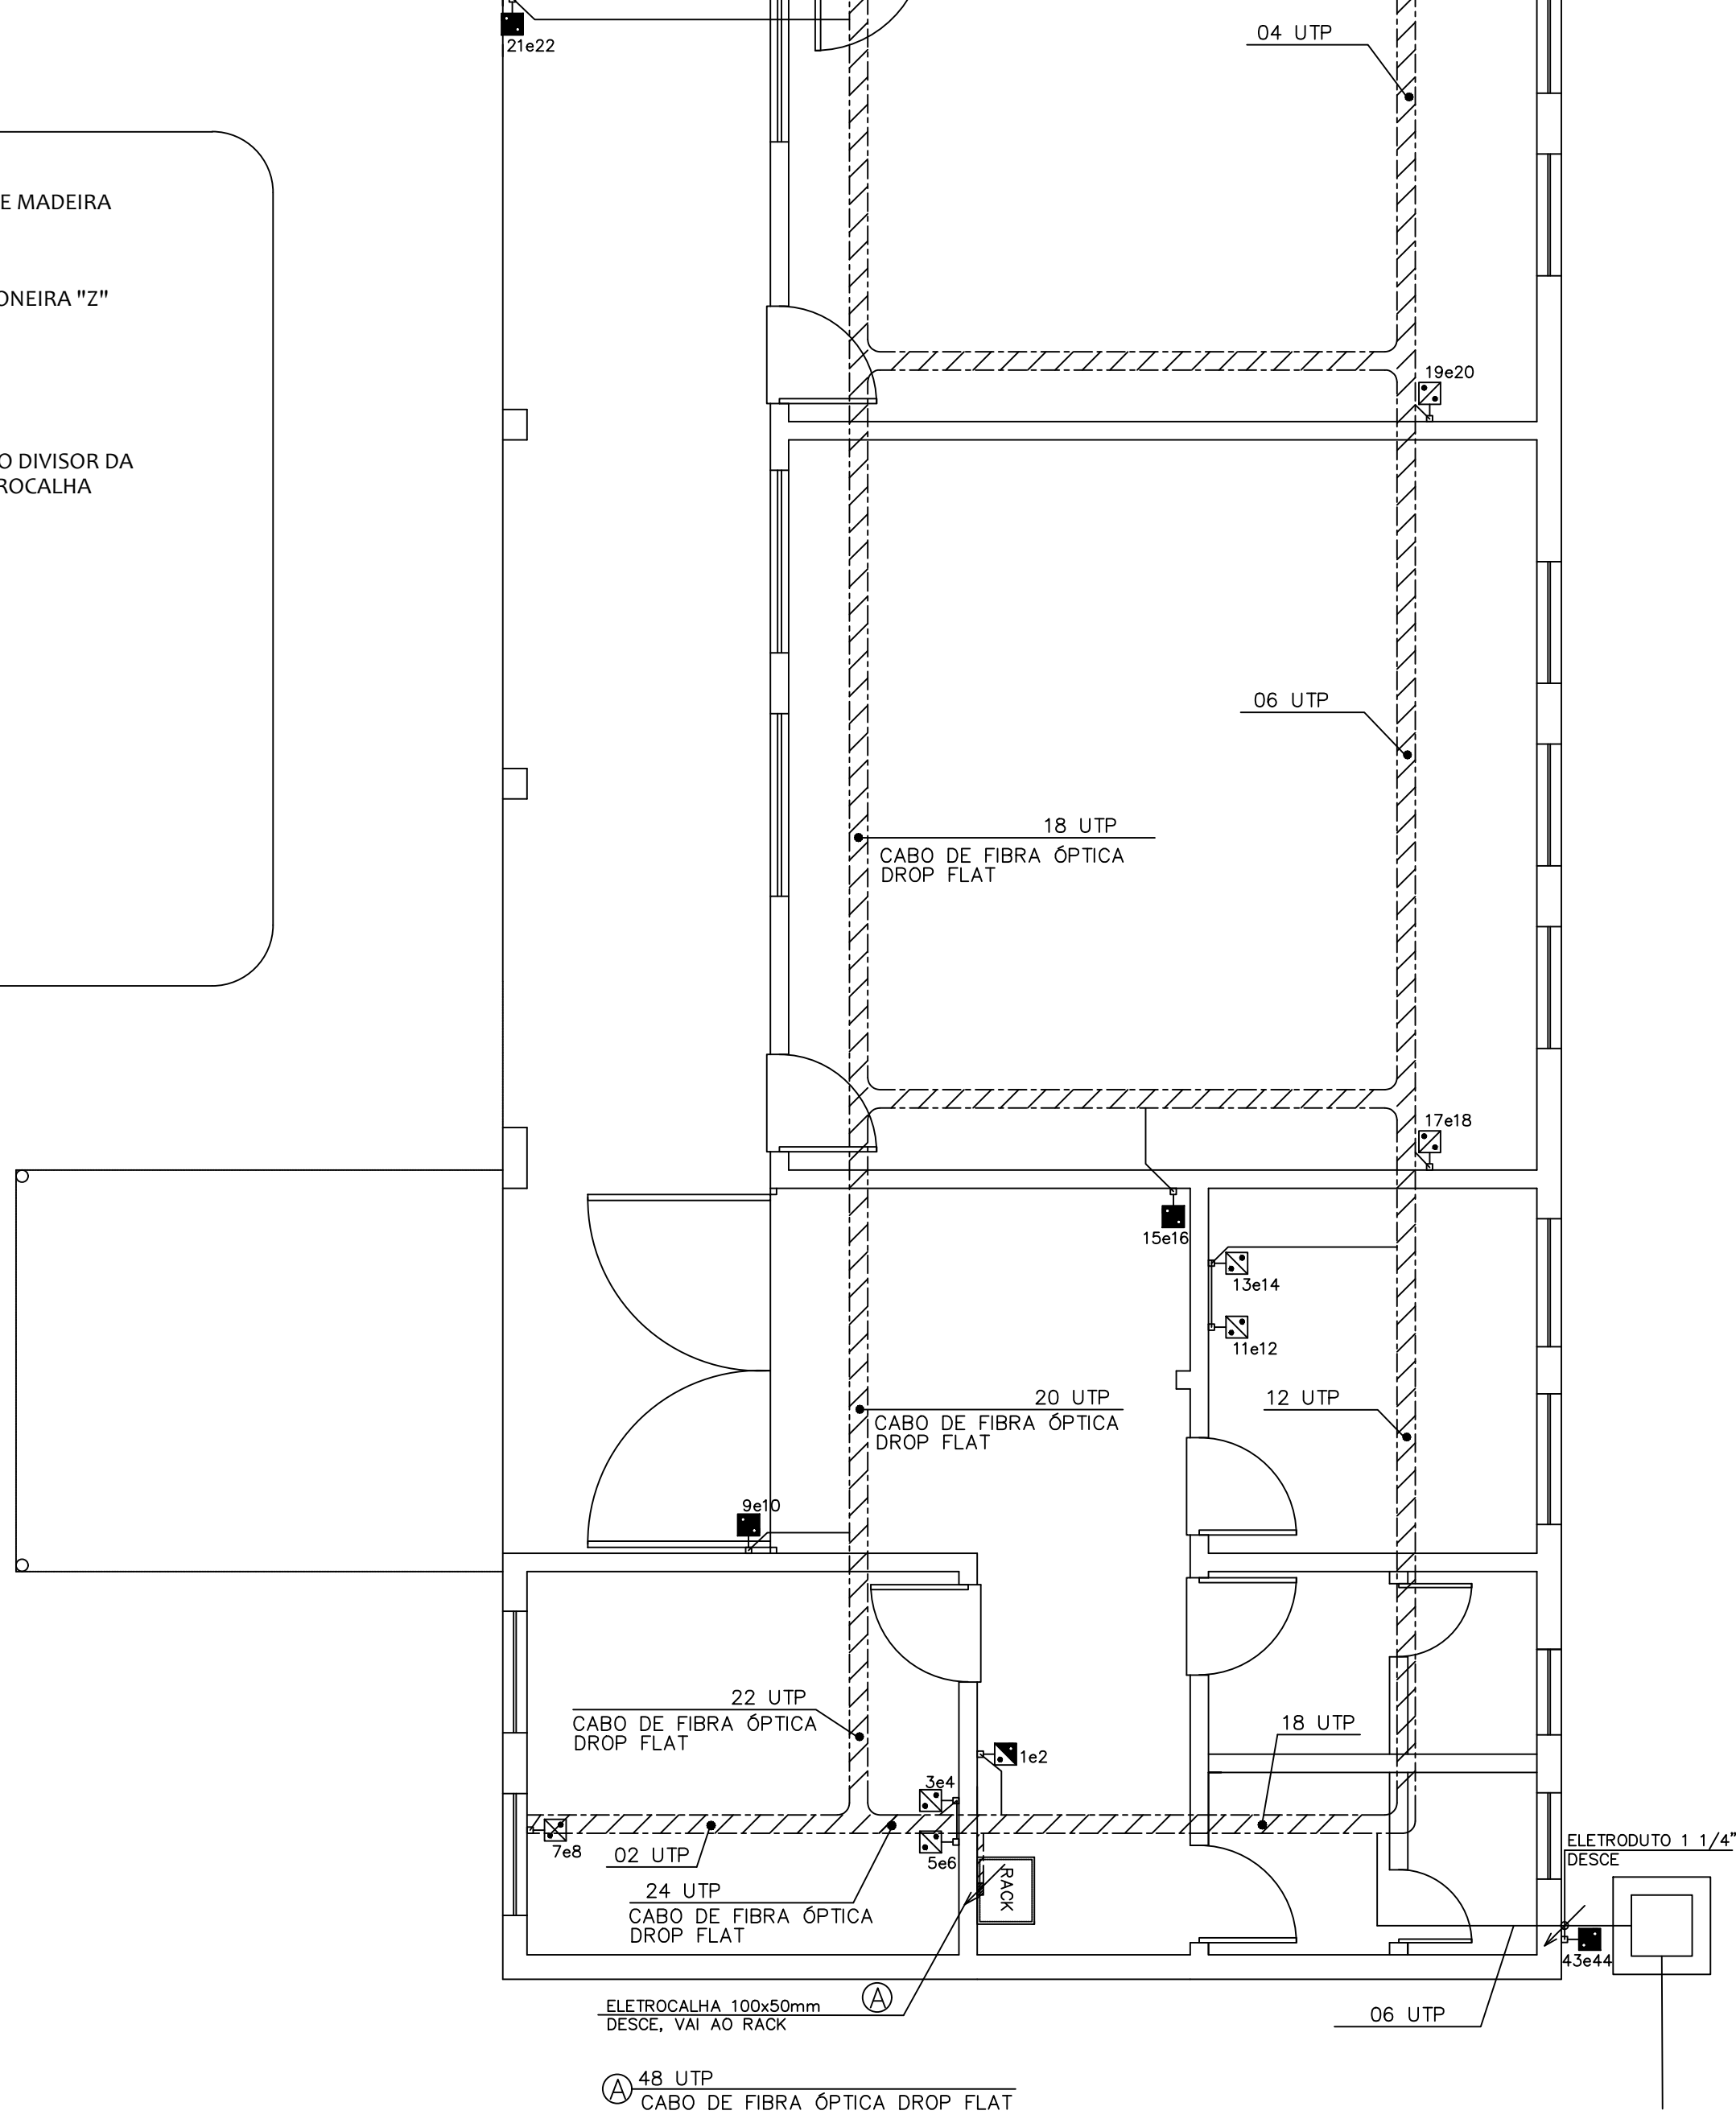 21e22
04 UTP
E MADEIRA
ONEIRA "Z"
19e20
O DIVISOR DA
ROCALHA
06 UTP
18 UTP
CABO DE FIBRA ÓPTICA
DROP FLAT
17e18
15e16
13e14
11e12
20 UTP
CABO DE FIBRA ÓPTICA
DROP FLAT
12 UTP
9e10
22 UTP
CABO DE FIBRA ÓPTICA
DROP FLAT
18 UTP
1e2
3e4
5e6
7e8
02 UTP
24 UTP
CABO DE FIBRA ÓPTICA
DROP FLAT
RACK
ELETRODUTO 1 1/4"
DESCE
43e44
ELETROCALHA 100x50mm
DESCE, VAI AO RACK
A
06 UTP
A
48 UTP
CABO DE FIBRA ÓPTICA DROP FLAT